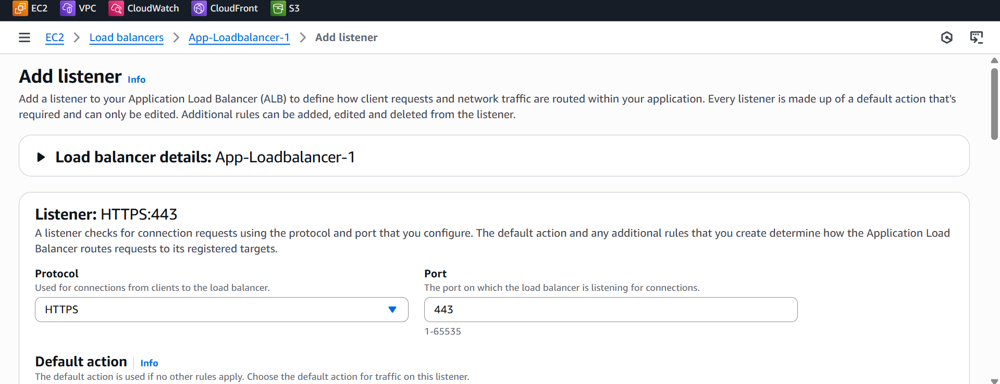 EC2 VPC CloudWatch CloudFront S3
EC2 Load balancers App-Loadbalancer-1 Add listener
Add listener Info
Add a listener to your Application Load Balancer (ALB) to define how client requests and network traffic are routed within your application. Every listener is made up of a default action that's
required and can only be edited. Additional rules can be added, edited and deleted from the listener.
Load balancer details: App-Loadbalancer-1
Listener: HTTPS:443
A listener checks for connection requests using the protocol and port that you configure. The default action and any additional rules that you create determine how the Application Load
Balancer routes requests to its registered targets.
Protocol
Used for connections from clients to the load balancer.
HTTPS
Port
The port on which the load balancer is listening for connections.
443
1-65535
Default action Info
The default action is used if no other rules apply. Choose the default action for traffic on this listener.